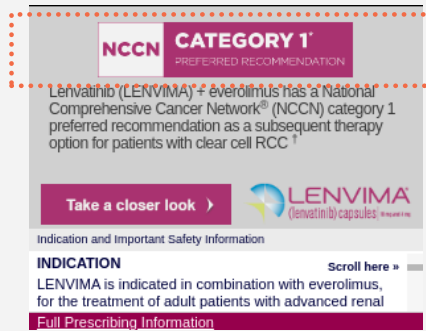 NCCN
CATEGORY 1*
PREFERRED RECOMMENDATION
Lenvatinib (LENVIMA) + everolimus has a National
Comprehensive Cancer Network® (NCCN) category 1
preferred recommendation as a subsequent therapy
option for patients with clear cell RCC †
Take a closer look
LENVIMA
(lenvatinib) capsules
Indication and Important Safety Information
INDICATION
Scroll here »
LENVIMA is indicated in combination with everolimus,
for the treatment of adult patients with advanced renal
Full Prescribing Information